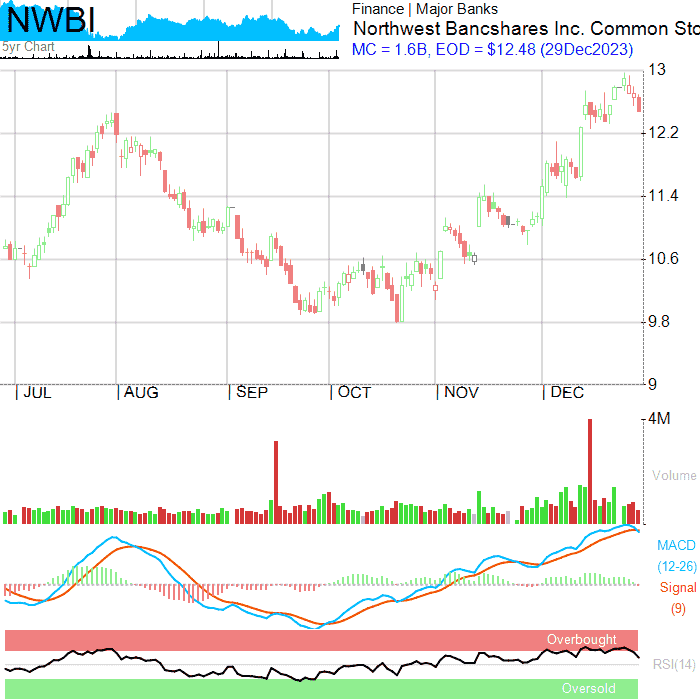 NWBI
5yr Chart
Finance | Major Banks
Northwest Bancshares Inc. Common Sto
MC = 1.6B, EOD = $12.48 (29Dec2023)
13
12.2
11.4
10.6
9.8
9
JUL AUG SEP OCT NOV DEC
4M
Volume
MACD
(12-26)
Signal
(9)
Overbought
RSI(14)
Oversold